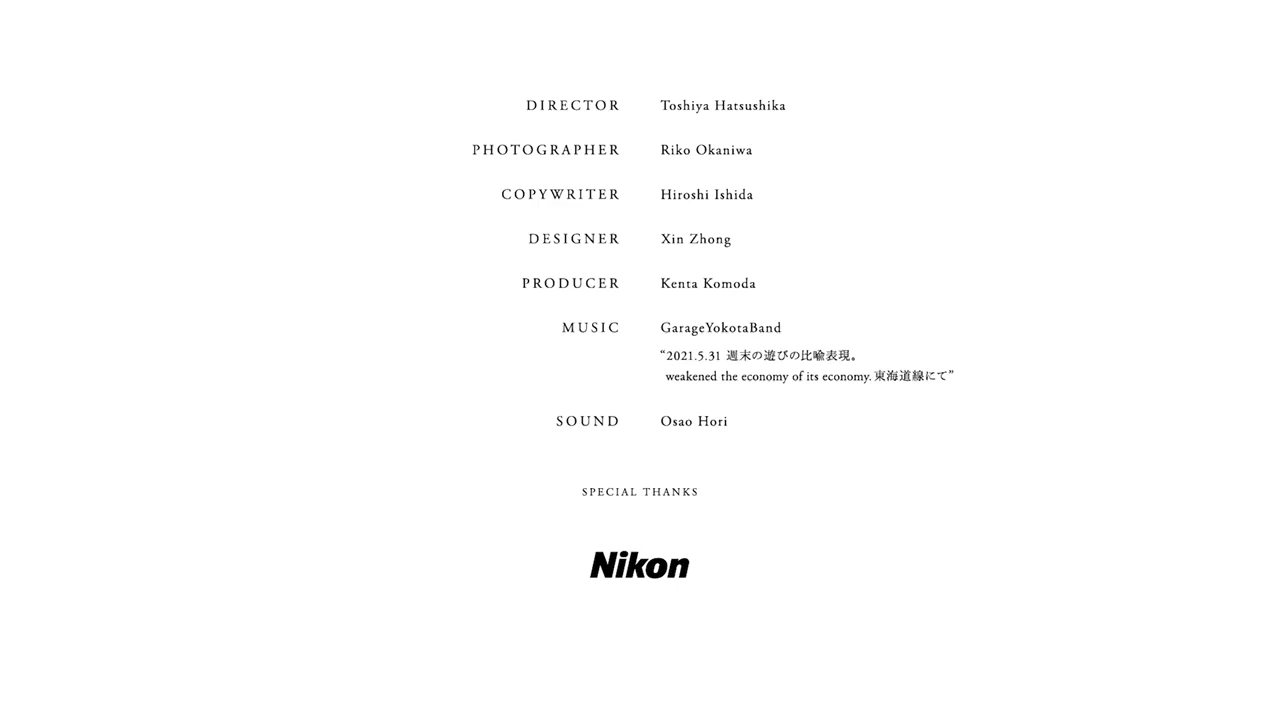 DIRECTOR Toshiya Hatsushika
PHOTOGRAPHER Riko Okaniwa
COPYWRITER Hiroshi Ishida
DESIGNER Xin Zhong
PRODUCER Kenta Komoda
MUSIC GarageYokotaBand
“2021.5.31 週末の遊びの比喩表現。
weakened the economy of its economy. 東海道線にて”
SOUND Osao Hori
SPECIAL THANKS
Nikon